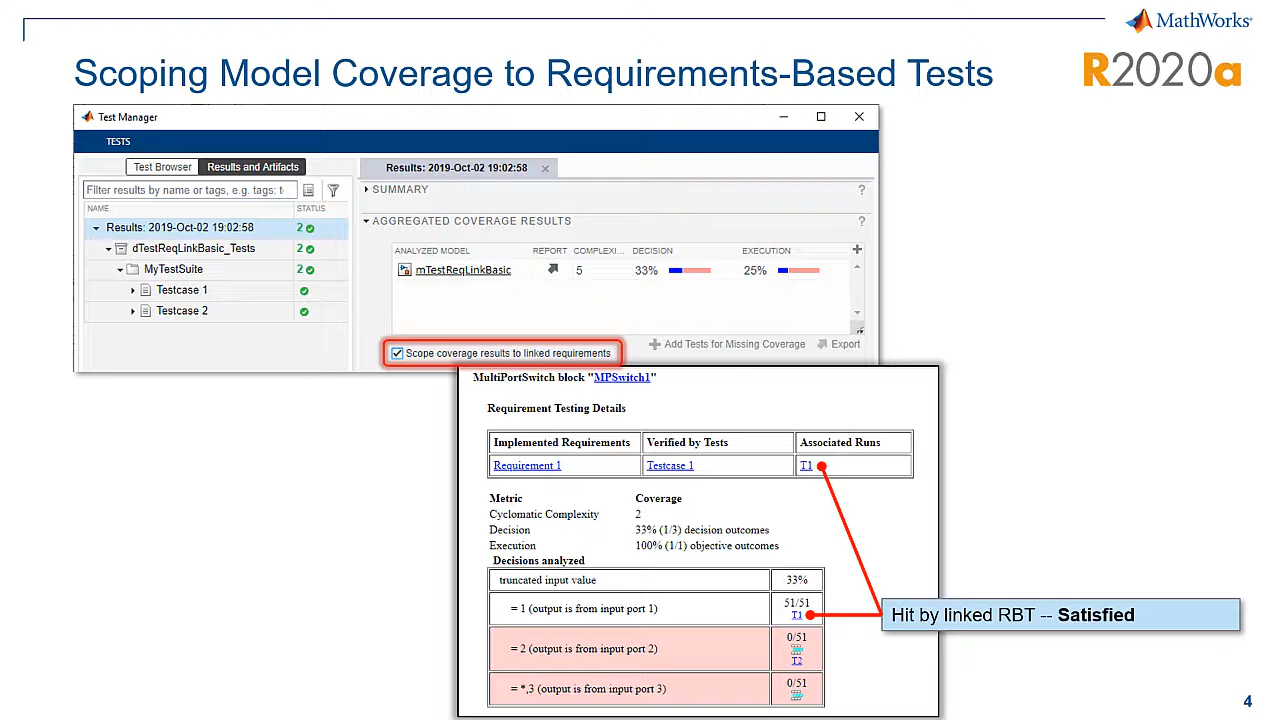 MathWorks®
Scoping Model Coverage to Requirements-Based Tests
R2020a
Test Manager
TESTS
Test Browser Results and Artifacts
Filter results by name or tags, e.g. tags: t
NAME STATUS
Results: 2019-Oct-02 19:02:58 2
dTestReqLinkBasic_Tests 2
MyTestSuite 2
Testcase 1
Testcase 2
Results: 2019-Oct-02 19:02:58
SUMMARY ?
AGGREGATED COVERAGE RESULTS ?
ANALYZED MODEL REPORT COMPLEXI... DECISION EXECUTION
mTestReqLinkBasic 5 33% 25%
Scope coverage results to linked requirements
Add Tests for Missing Coverage Export
MultiPortSwitch block "MPSwitch1"
Requirement Testing Details
Implemented Requirements Verified by Tests Associated Runs
Requirement 1 Testcase 1 T1
Metric Coverage
Cyclomatic Complexity 2
Decision 33% (1/3) decision outcomes
Execution 100% (1/1) objective outcomes
Decisions analyzed
truncated input value 33%
= 1 (output is from input port 1) 51/51
T1
= 2 (output is from input port 2) 0/51
T2
= *,3 (output is from input port 3) 0/51
Hit by linked RBT -- Satisfied
4